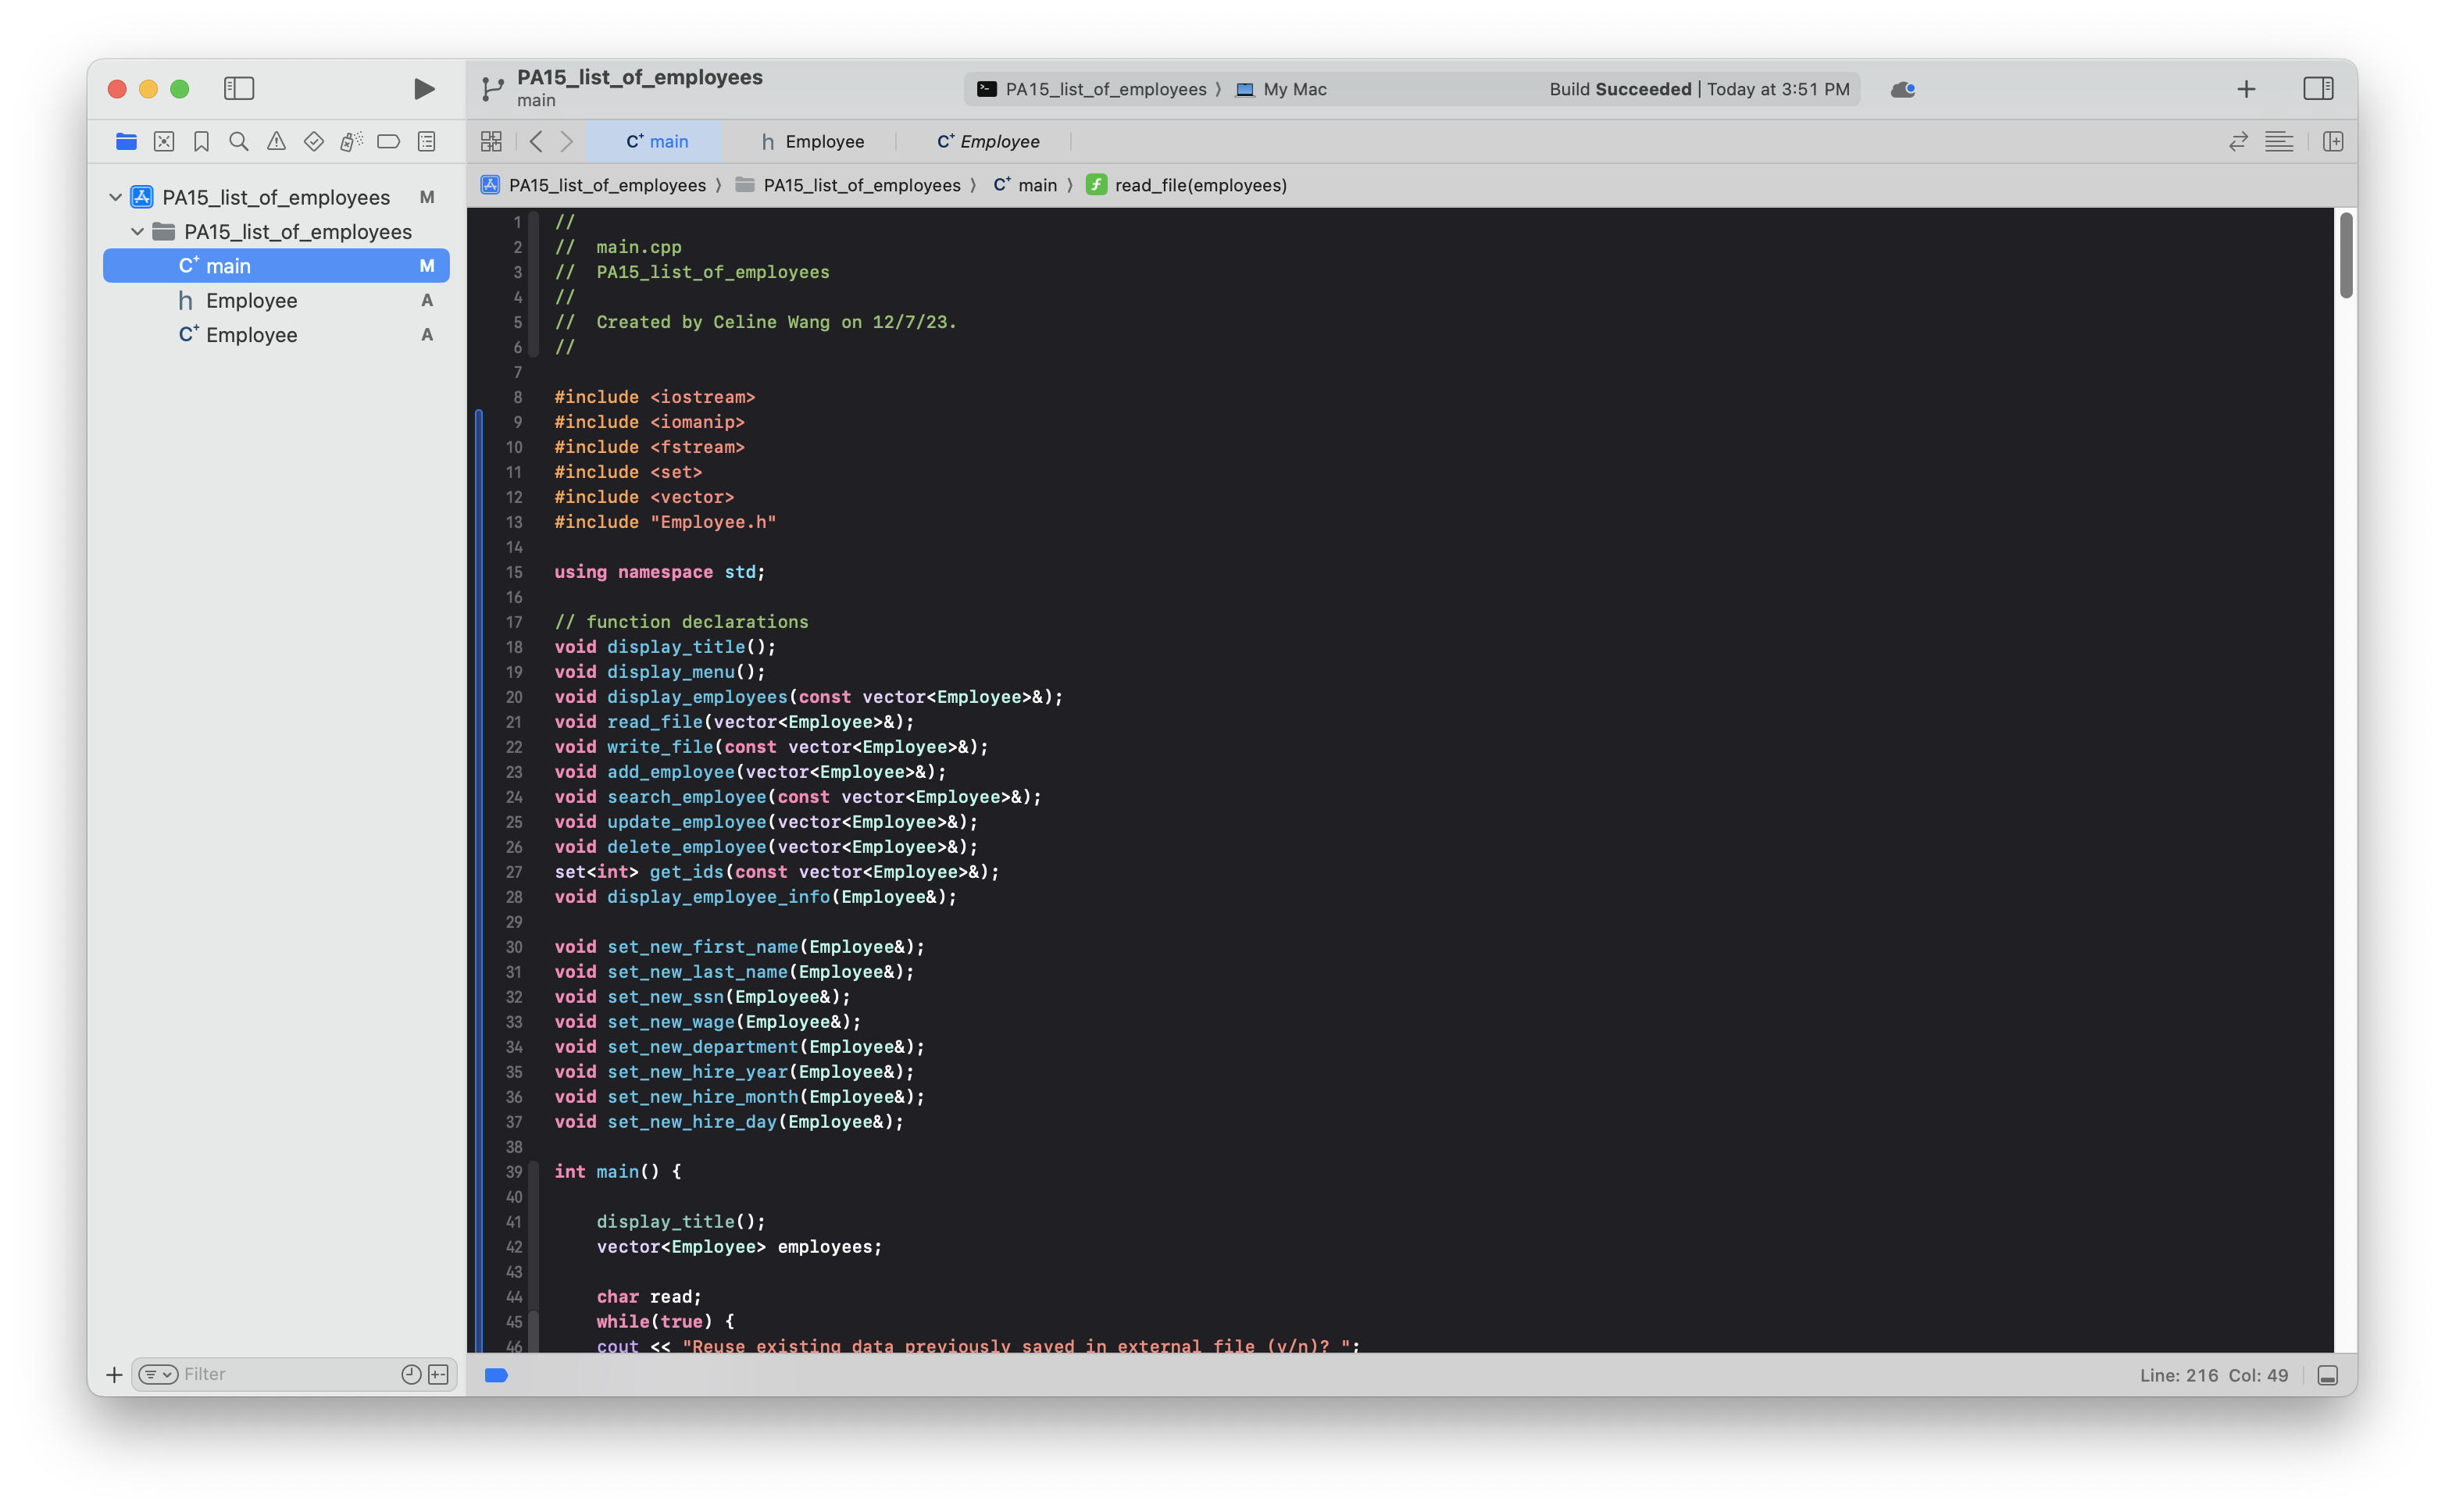 PA15_list_of_employees
main
PA15_list_of_employees 〉 My Mac
Build Succeeded | Today at 3:51 PM
main
h Employee
Employee
PA15_list_of_employees 〉 PA15_list_of_employees 〉 C+ main 〉 f read_file(employees)
PA15_list_of_employees M
PA15_list_of_employees
C+ main M
h Employee A
C+ Employee A
1 //
2 //  main.cpp
3 //  PA15_list_of_employees
4 //
5 //  Created by Celine Wang on 12/7/23.
6 //
7
8 #include <iostream>
9 #include <iomanip>
10 #include <fstream>
11 #include <set>
12 #include <vector>
13 #include "Employee.h"
14
15 using namespace std;
16
17 // function declarations
18 void display_title();
19 void display_menu();
20 void display_employees(const vector<Employee>&);
21 void read_file(vector<Employee>&);
22 void write_file(const vector<Employee>&);
23 void add_employee(vector<Employee>&);
24 void search_employee(const vector<Employee>&);
25 void update_employee(vector<Employee>&);
26 void delete_employee(vector<Employee>&);
27 set<int> get_ids(const vector<Employee>&);
28 void display_employee_info(Employee&);
29
30 void set_new_first_name(Employee&);
31 void set_new_last_name(Employee&);
32 void set_new_ssn(Employee&);
33 void set_new_wage(Employee&);
34 void set_new_department(Employee&);
35 void set_new_hire_year(Employee&);
36 void set_new_hire_month(Employee&);
37 void set_new_hire_day(Employee&);
38
39 int main() {
40
41     display_title();
42     vector<Employee> employees;
43
44     char read;
45     while(true) {
46     cout << "Reuse existing data previously saved in external file (y/n)? ";
Filter
Line: 216 Col: 49